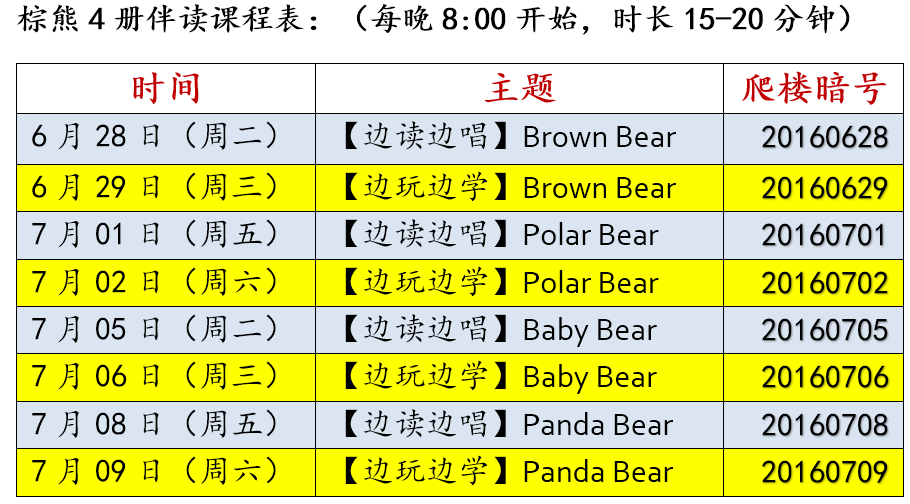 棕熊 4 册伴读课程表：（每晚 8:00 开始，时长 15-20 分钟）
时间 主题 爬楼暗号
6 月 28 日（周二） 【边读边唱】Brown Bear 20160628
6 月 29 日（周三） 【边玩边学】Brown Bear 20160629
7 月 01 日（周五） 【边读边唱】Polar Bear 20160701
7 月 02 日（周六） 【边玩边学】Polar Bear 20160702
7 月 05 日（周二） 【边读边唱】Baby Bear 20160705
7 月 06 日（周三） 【边玩边学】Baby Bear 20160706
7 月 08 日（周五） 【边读边唱】Panda Bear 20160708
7 月 09 日（周六） 【边玩边学】Panda Bear 20160709